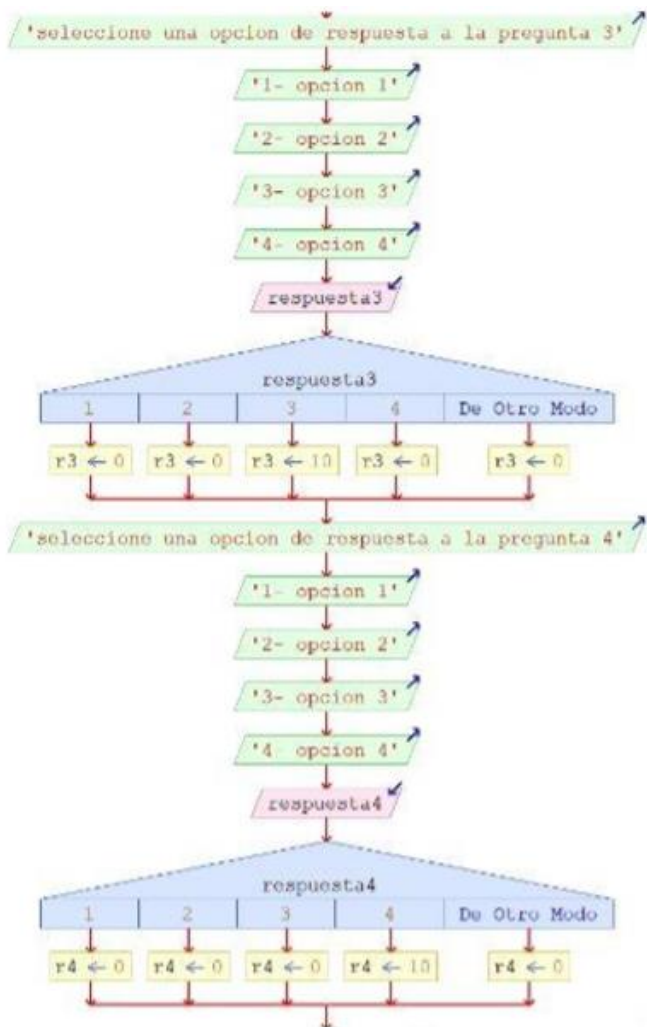 'seleccione una opcion de respuesta a la pregunta 3'
'1- opcion 1'
'2- opcion 2'
'3- opcion 3'
'4- opcion 4'
respuesta3
respuesta3
1 2 3 4 De Otro Modo
r3 ← 0 r3 ← 0 r3 ← 10 r3 ← 0 r3 ← 0
'seleccione una opcion de respuesta a la pregunta 4'
'1- opcion 1'
'2- opcion 2'
'3- opcion 3'
'4- opcion 4'
respuesta4
respuesta4
1 2 3 4 De Otro Modo
r4 ← 0 r4 ← 0 r4 ← 0 r4 ← 10 r4 ← 0